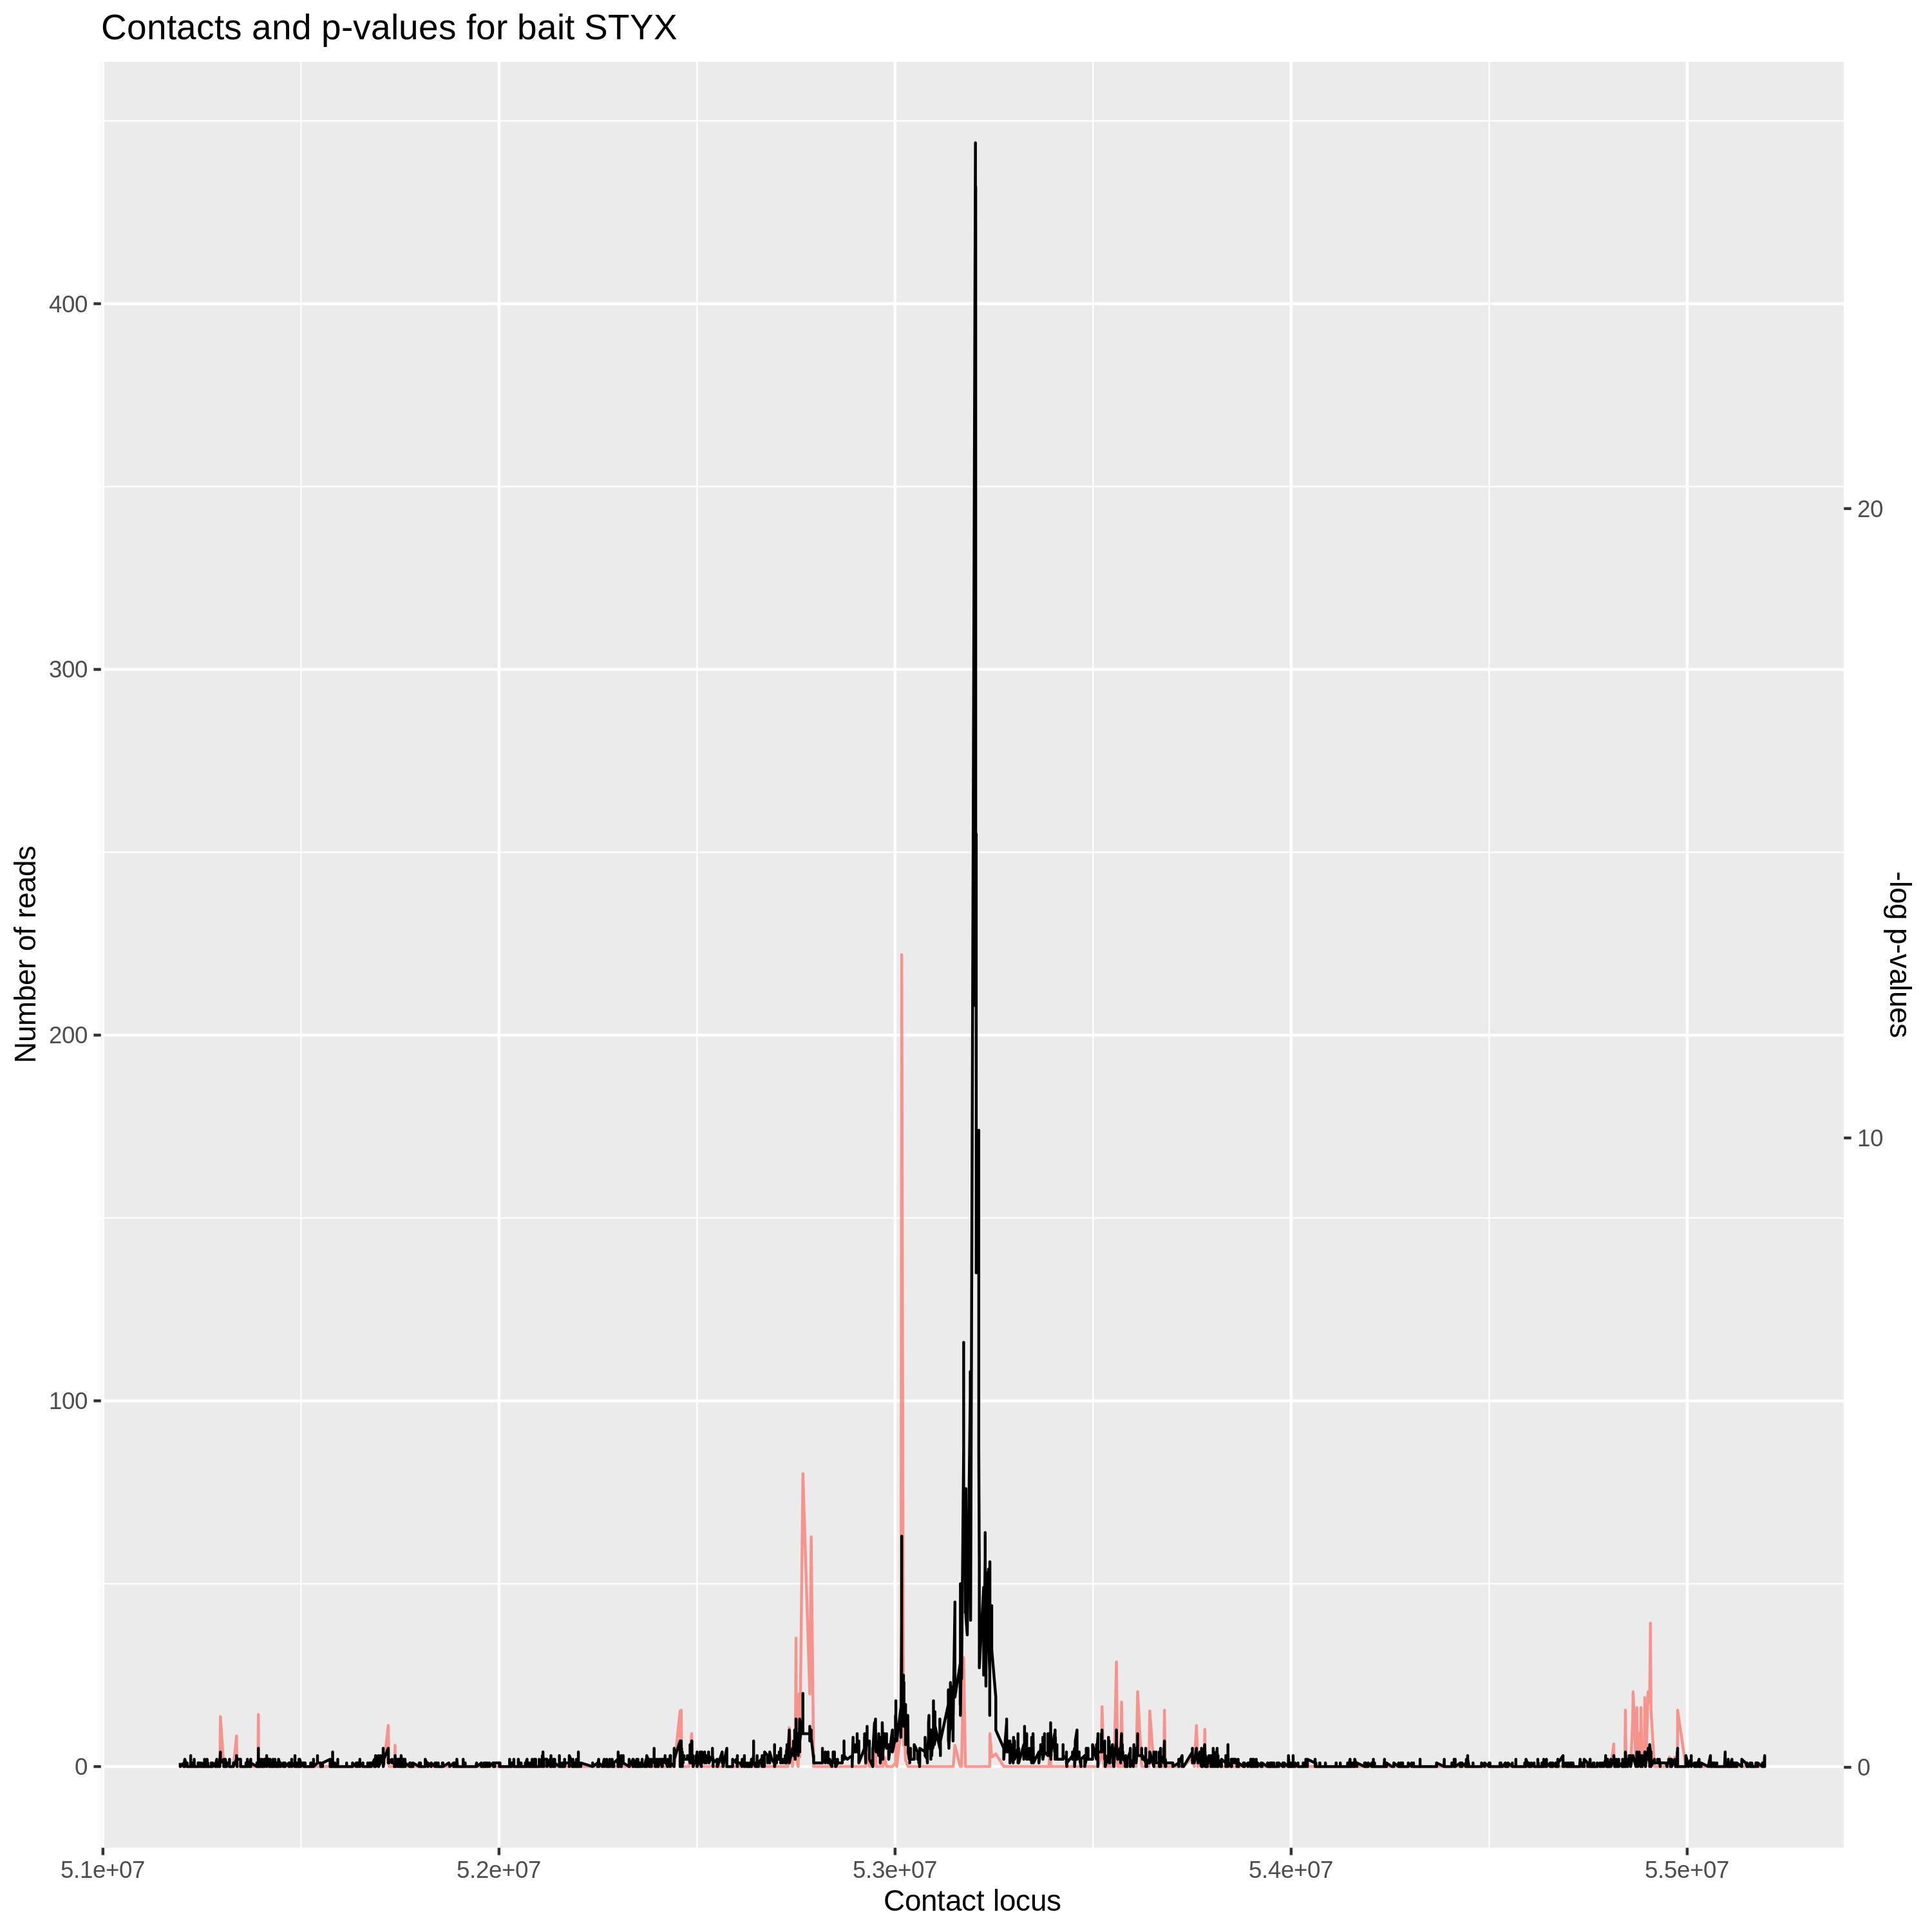 Contacts and p-values for bait STYX
Number of reads
400
300
200
100
0
20
10
0
-log p-values
5.1e+07
5.2e+07
5.3e+07
5.4e+07
5.5e+07
Contact locus